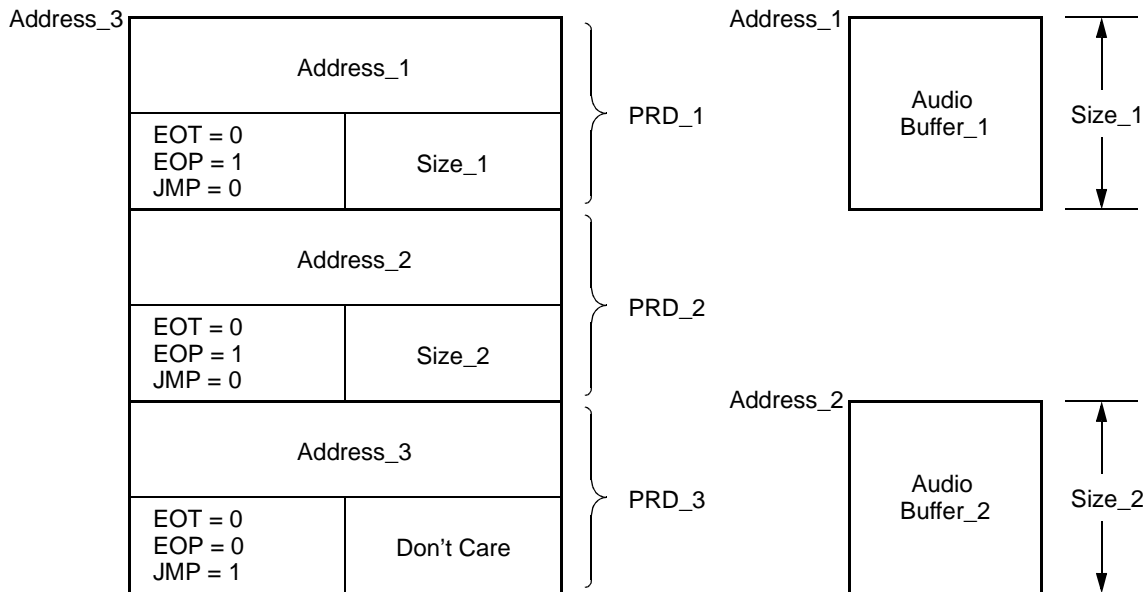 Address_3
Address_1
EOT = 0
EOP = 1
JMP = 0
Size_1
PRD_1
Address_2
EOT = 0
EOP = 1
JMP = 0
Size_2
PRD_2
Address_3
EOT = 0
EOP = 0
JMP = 1
Don't Care
PRD_3
Address_1
Audio
Buffer_1
Size_1
Address_2
Audio
Buffer_2
Size_2